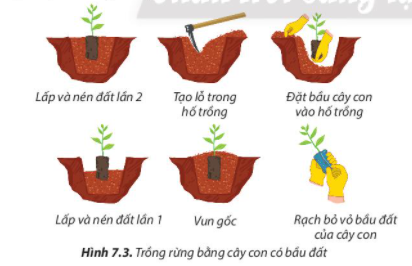 Lấp và nén đất lần 2
Tạo lỗ trong
hố trồng
Đặt bầu cây con
vào hố trồng
Lấp và nén đất lần 1
Vun gốc
Rạch bỏ vỏ bầu đất
của cây con
Hình 7.3. Trồng rừng bằng cây con có bầu đất